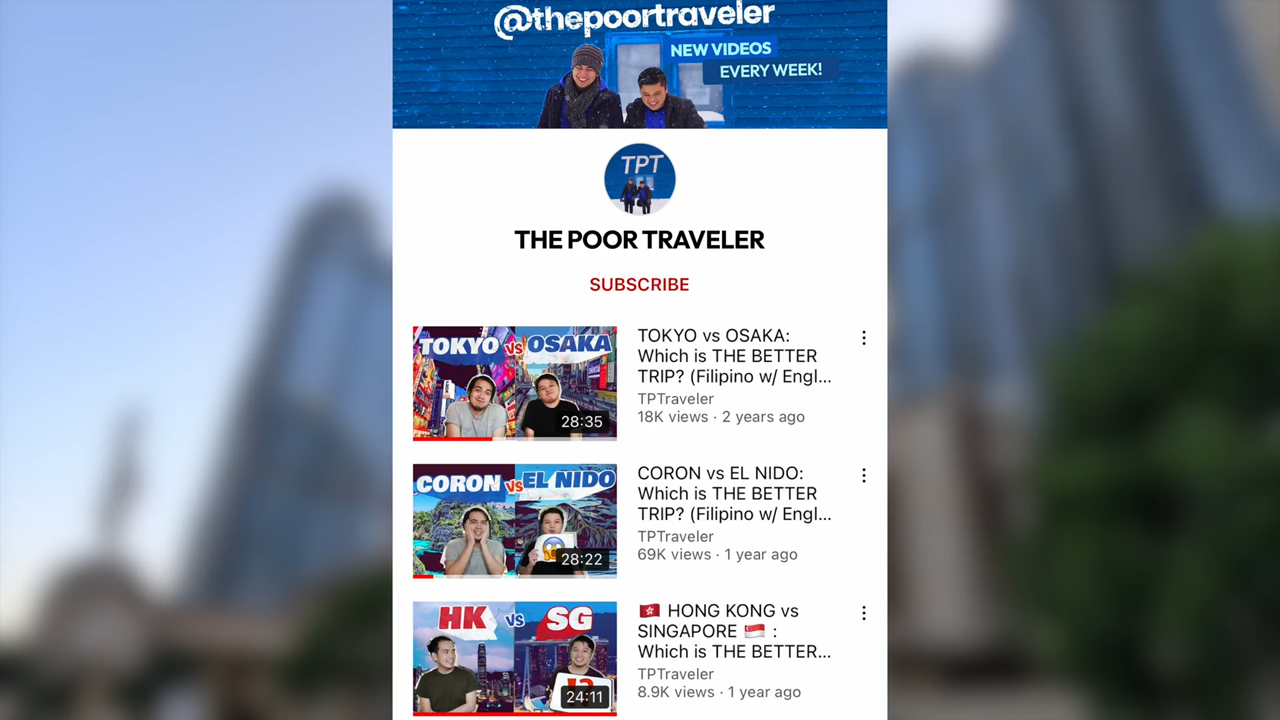 @thepoortraveler
NEW VIDEOS
EVERY WEEK!
TPT
THE POOR TRAVELER
SUBSCRIBE
TOKYO vs OSAKA
28:35
TOKYO vs OSAKA:
Which is THE BETTER
TRIP? (Filipino w/ Engl...
TPTraveler
18K views · 2 years ago
CORON vs EL NIDO
28:22
CORON vs EL NIDO:
Which is THE BETTER
TRIP? (Filipino w/ Engl...
TPTraveler
69K views · 1 year ago
HK vs SG
24:11
🇭🇰 HONG KONG vs
SINGAPORE 🇸🇬 :
Which is THE BETTER...
TPTraveler
8.9K views · 1 year ago